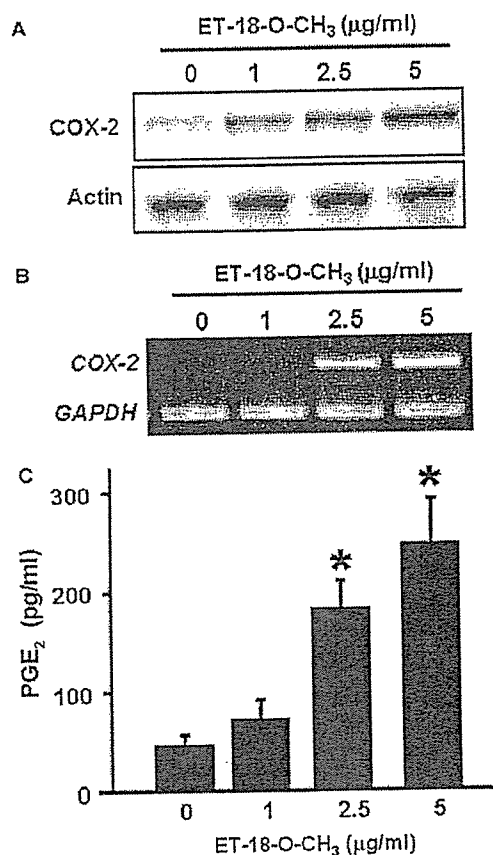 A
ET-18-O-CH₃ (µg/ml)
0 1 2.5 5
COX-2
Actin
B
ET-18-O-CH₃ (µg/ml)
0 1 2.5 5
COX-2
GAPDH
C
300
200
100
0
PGE₂ (pg/ml)
* *
0 1 2.5 5
ET-18-O-CH₃ (µg/ml)